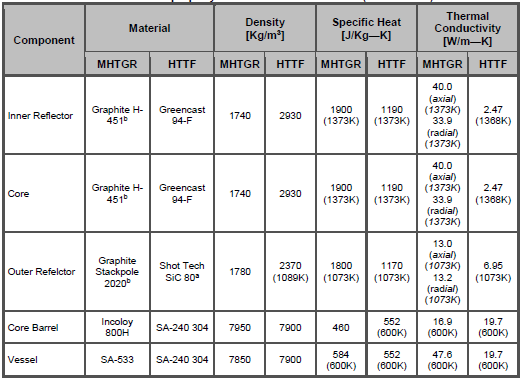 Component Material Density [Kg/m³] Specific Heat [J/Kg—K] Thermal Conductivity [W/m—K]
MHTGR HTTF MHTGR HTTF MHTGR HTTF MHTGR HTTF
Inner Reflector Graphite H-451ᵇ Greencast 94-F 1740 2930 1900 (1373K) 1190 (1373K) 40.0 (axial) (1373K) 33.9 (radial) (1373K) 2.47 (1368K)
Core Graphite H-451ᵇ Greencast 94-F 1740 2930 1900 (1373K) 1190 (1373K) 40.0 (axial) (1373K) 33.9 (radial) (1373K) 2.47 (1368K)
Outer Refelctor Graphite Stackpole 2020ᵇ Shot Tech SiC 80ᵃ 1780 2370 (1089K) 1800 (1073K) 1170 (1073K) 13.0 (axial) (1073K) 13.2 (radial) (1073K) 6.95 (1073K)
Core Barrel Incoloy 800H SA-240 304 7950 7900 460 552 (600K) 16.9 (600K) 19.7 (600K)
Vessel SA-533 SA-240 304 7850 7900 584 (600K) 552 (600K) 47.6 (600K) 19.7 (600K)